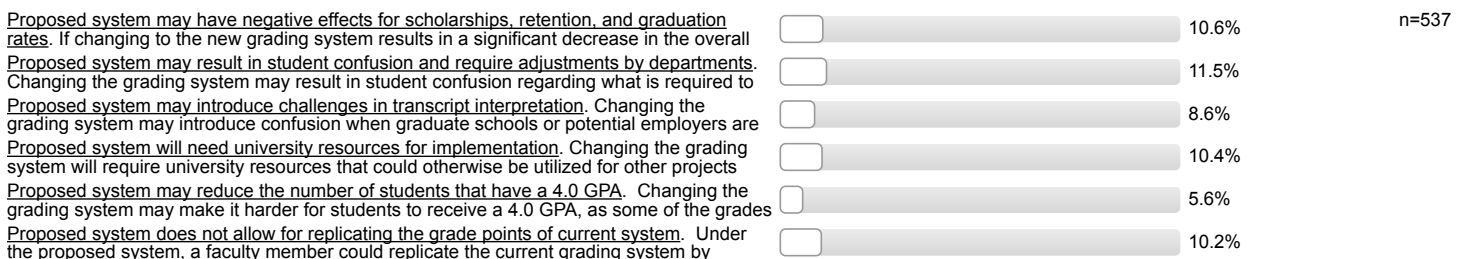 Proposed system may have negative effects for scholarships, retention, and graduation
rates. If changing to the new grading system results in a significant decrease in the overall
10.6%
n=537
Proposed system may result in student confusion and require adjustments by departments.
Changing the grading system may result in student confusion regarding what is required to
11.5%
Proposed system may introduce challenges in transcript interpretation. Changing the
grading system may introduce confusion when graduate schools or potential employers are
8.6%
Proposed system will need university resources for implementation. Changing the grading
system will require university resources that could otherwise be utilized for other projects
10.4%
Proposed system may reduce the number of students that have a 4.0 GPA. Changing the
grading system may make it harder for students to receive a 4.0 GPA, as some of the grades
5.6%
Proposed system does not allow for replicating the grade points of current system. Under
the proposed system, a faculty member could replicate the current grading system by
10.2%